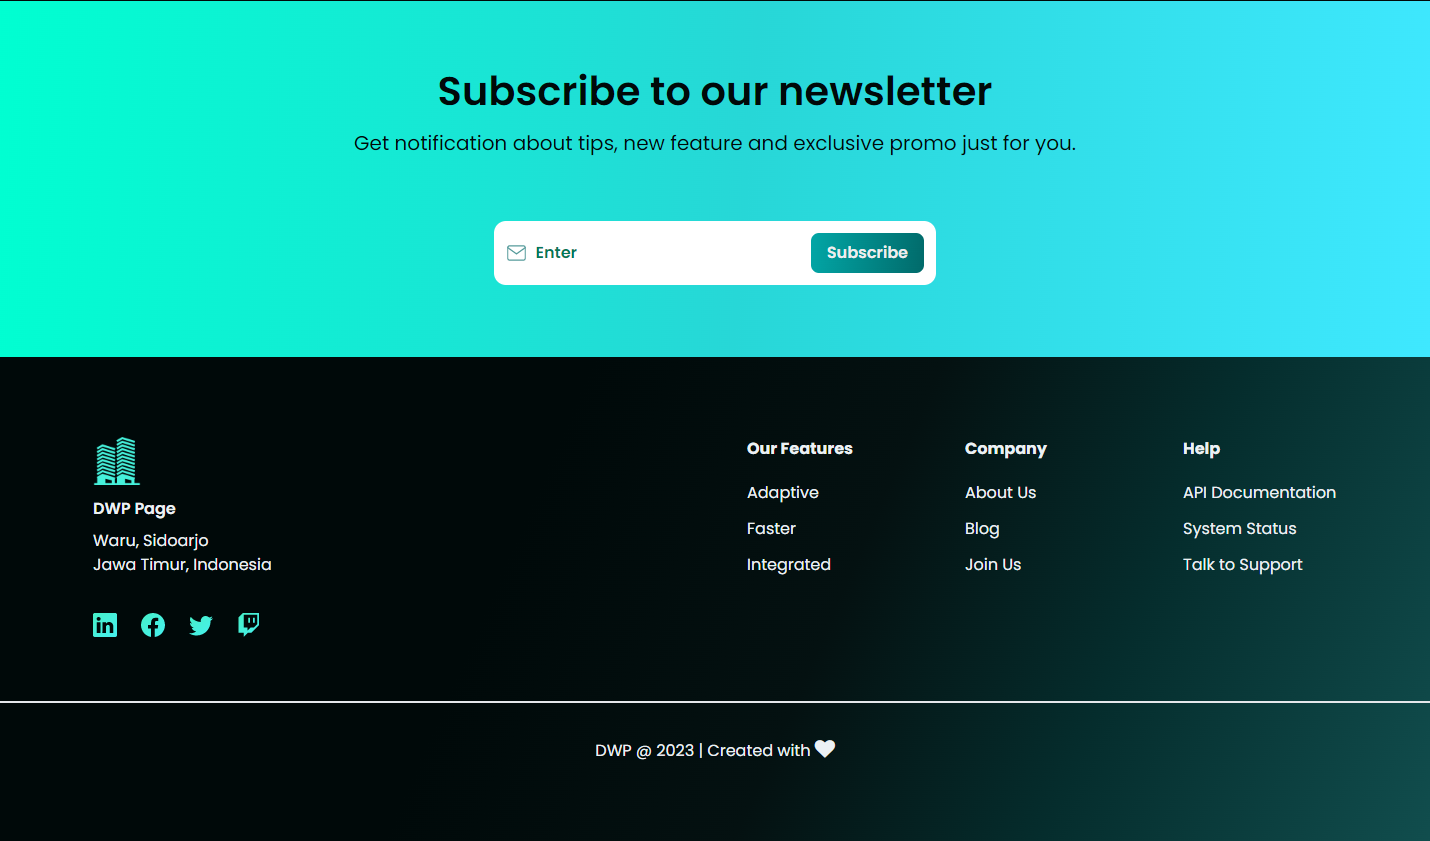 Subscribe to our newsletter
Get notification about tips, new feature and exclusive promo just for you.
Enter
Subscribe
DWP Page
Waru, Sidoarjo
Jawa Timur, Indonesia
Our Features
Adaptive
Faster
Integrated
Company
About Us
Blog
Join Us
Help
API Documentation
System Status
Talk to Support
DWP @ 2023 | Created with